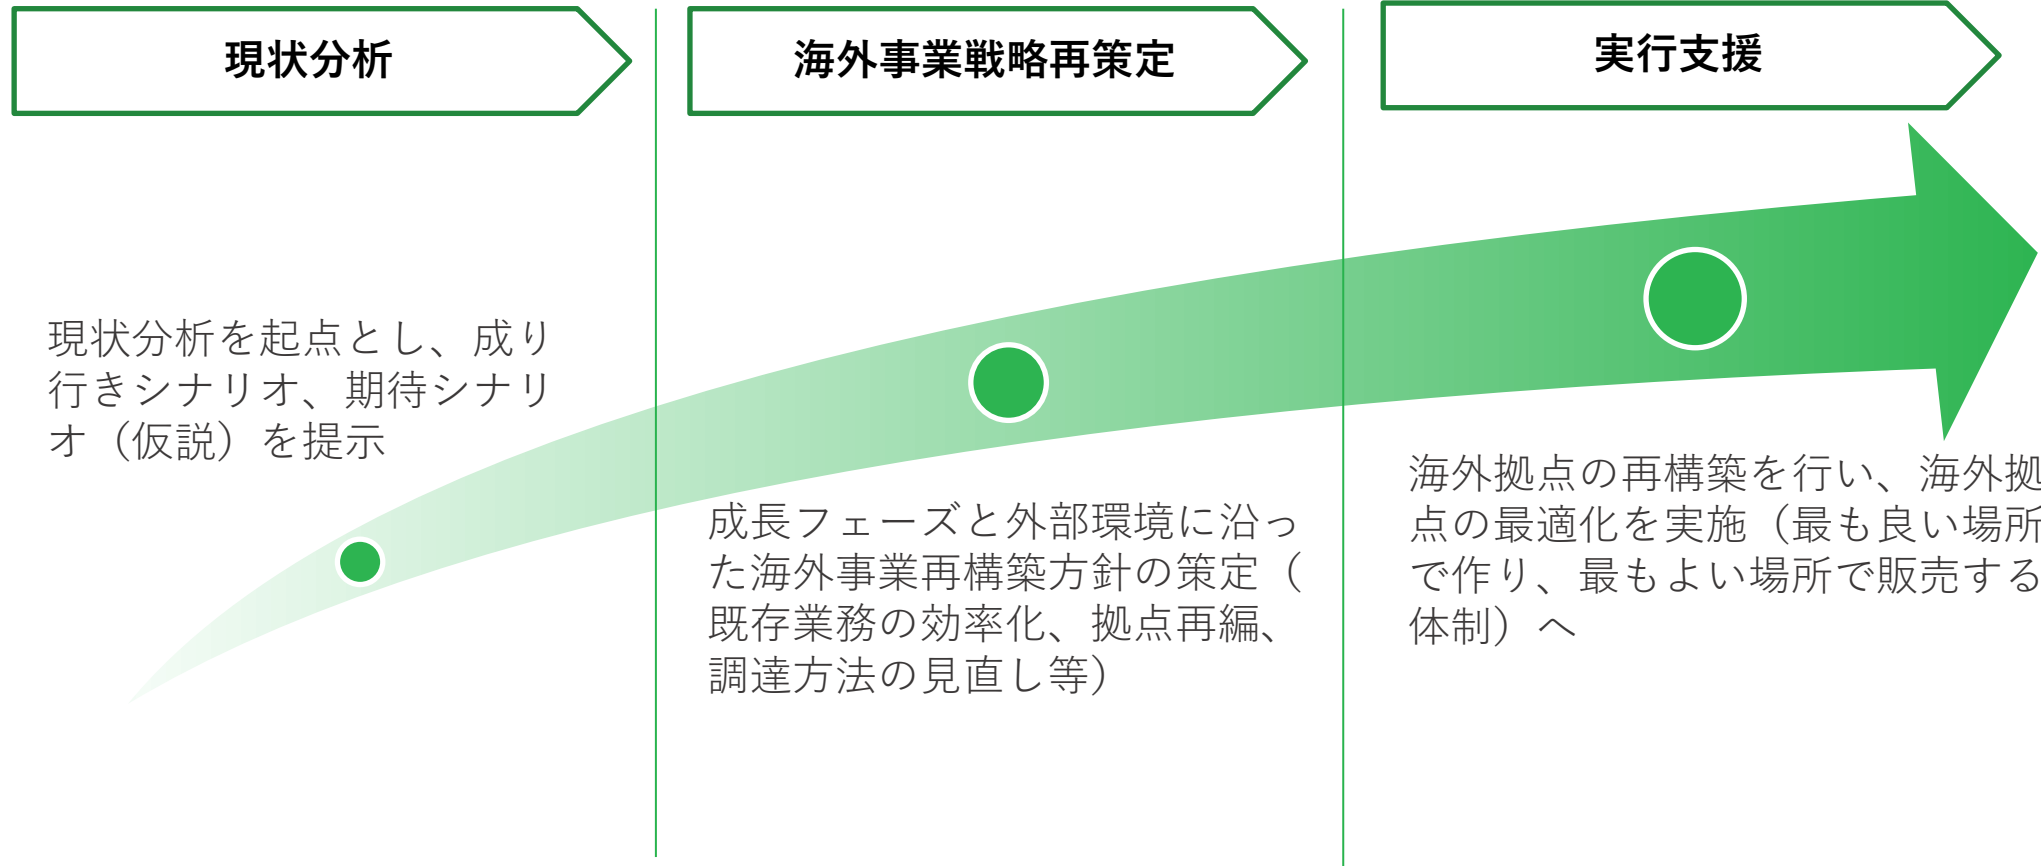 現状分析
海外事業戦略再策定
実行支援
現状分析を起点とし、成り
行きシナリオ、期待シナリ
オ（仮説）を提示
成長フェーズと外部環境に沿っ
た海外事業再構築方針の策定（
既存業務の効率化、拠点再編、
調達方法の見直し等）
海外拠点の再構築を行い、海外拠
点の最適化を実施（最も良い場所
で作り、最もよい場所で販売する
体制）へ